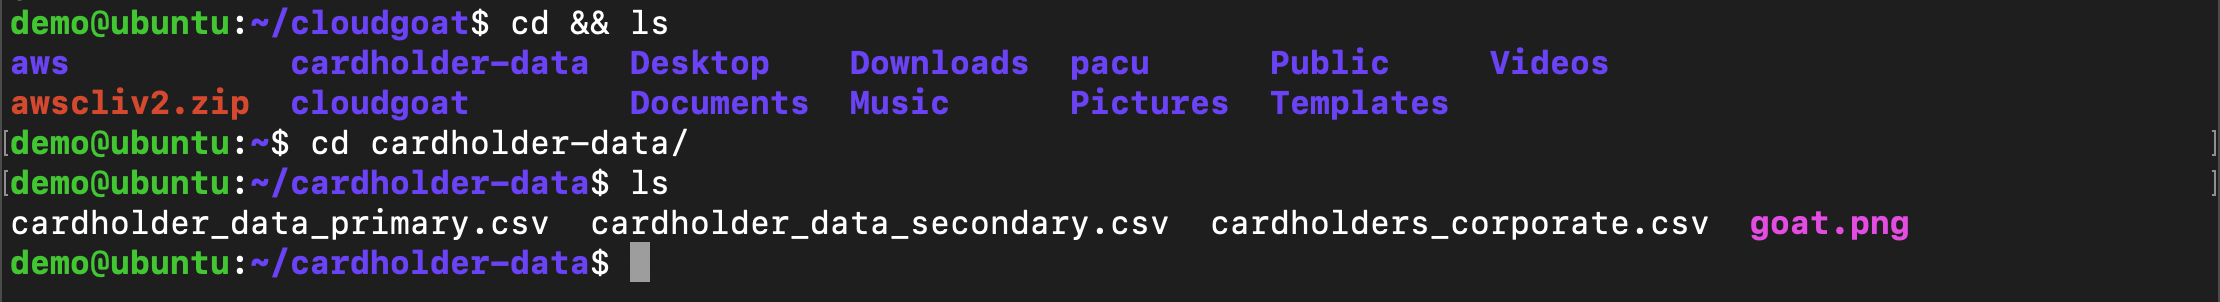 demo@ubuntu:~/cloudgoat$ cd && ls
aws cardholder-data Desktop Downloads pacu Public Videos
awscliv2.zip cloudgoat Documents Music Pictures Templates
[demo@ubuntu:~$ cd cardholder-data/ ]
[demo@ubuntu:~/cardholder-data$ ls ]
cardholder_data_primary.csv cardholder_data_secondary.csv cardholders_corporate.csv goat.png
demo@ubuntu:~/cardholder-data$